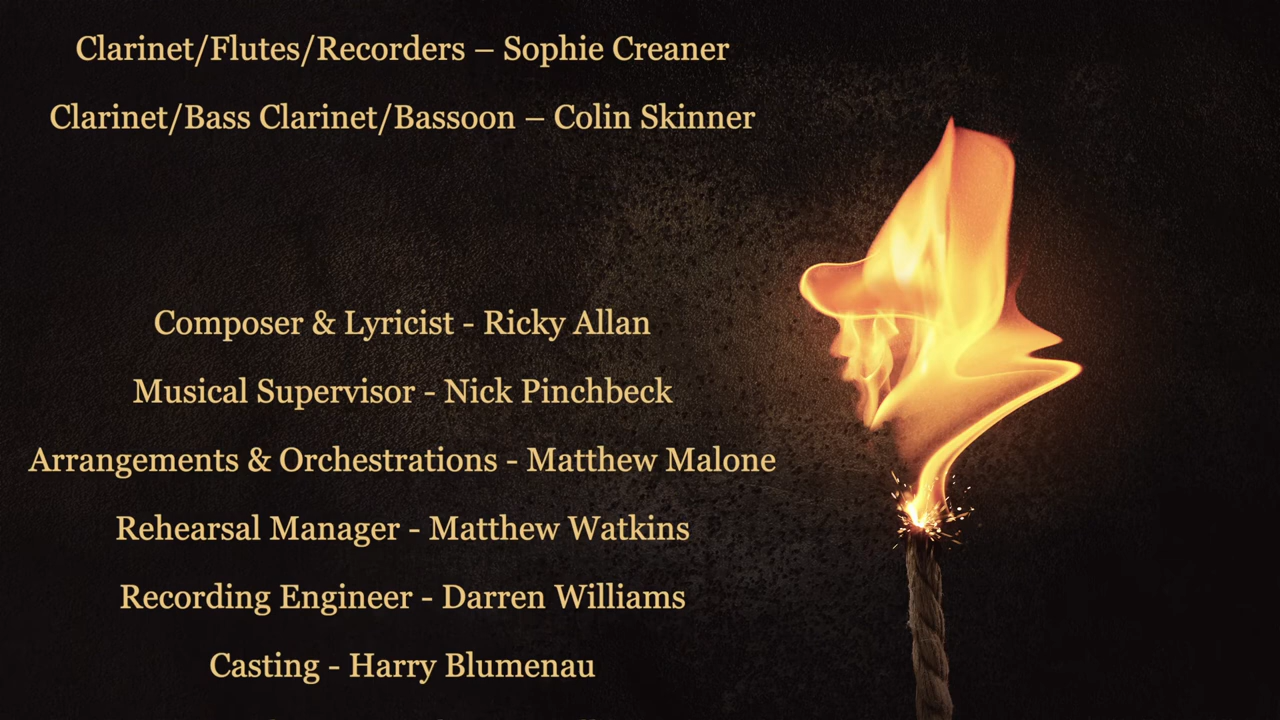 Clarinet/Flutes/Recorders – Sophie Creaner
Clarinet/Bass Clarinet/Bassoon – Colin Skinner
Composer & Lyricist - Ricky Allan
Musical Supervisor - Nick Pinchbeck
Arrangements & Orchestrations - Matthew Malone
Rehearsal Manager - Matthew Watkins
Recording Engineer - Darren Williams
Casting - Harry Blumenau